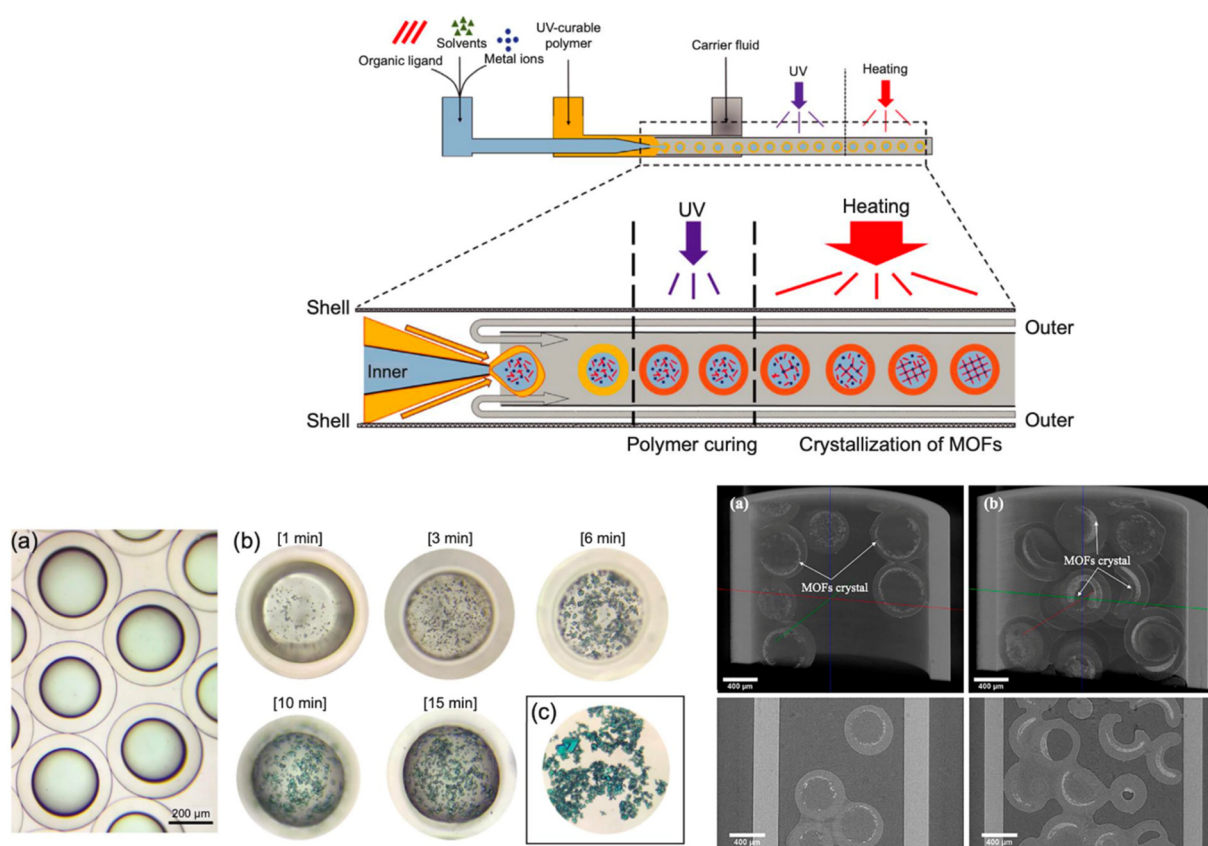 Organic ligand
Solvents
Metal ions
UV-curable
polymer
Carrier fluid
UV
Heating
UV
Heating
Shell
Outer
Inner
Shell
Outer
Polymer curing
Crystallization of MOFs
(a)
200 µm
(b)
[1 min]
[3 min]
[6 min]
[10 min]
[15 min]
(c)
(a)
MOFs crystal
400 µm
(b)
MOFs crystal
400 µm
400 µm
400 µm